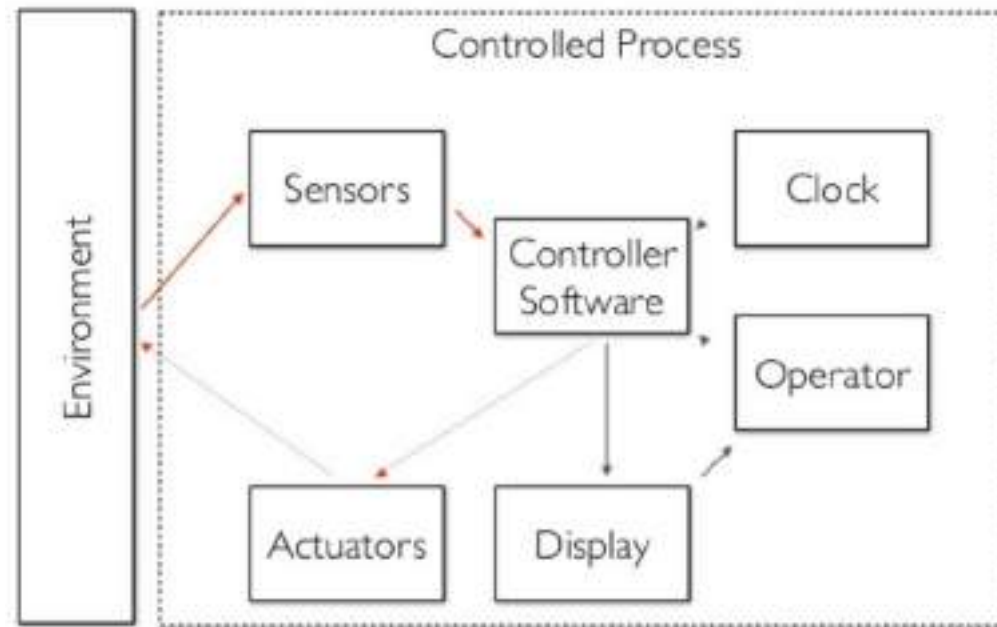 Controlled Process
Environment
Sensors
Clock
Controller
Software
Operator
Actuators
Display